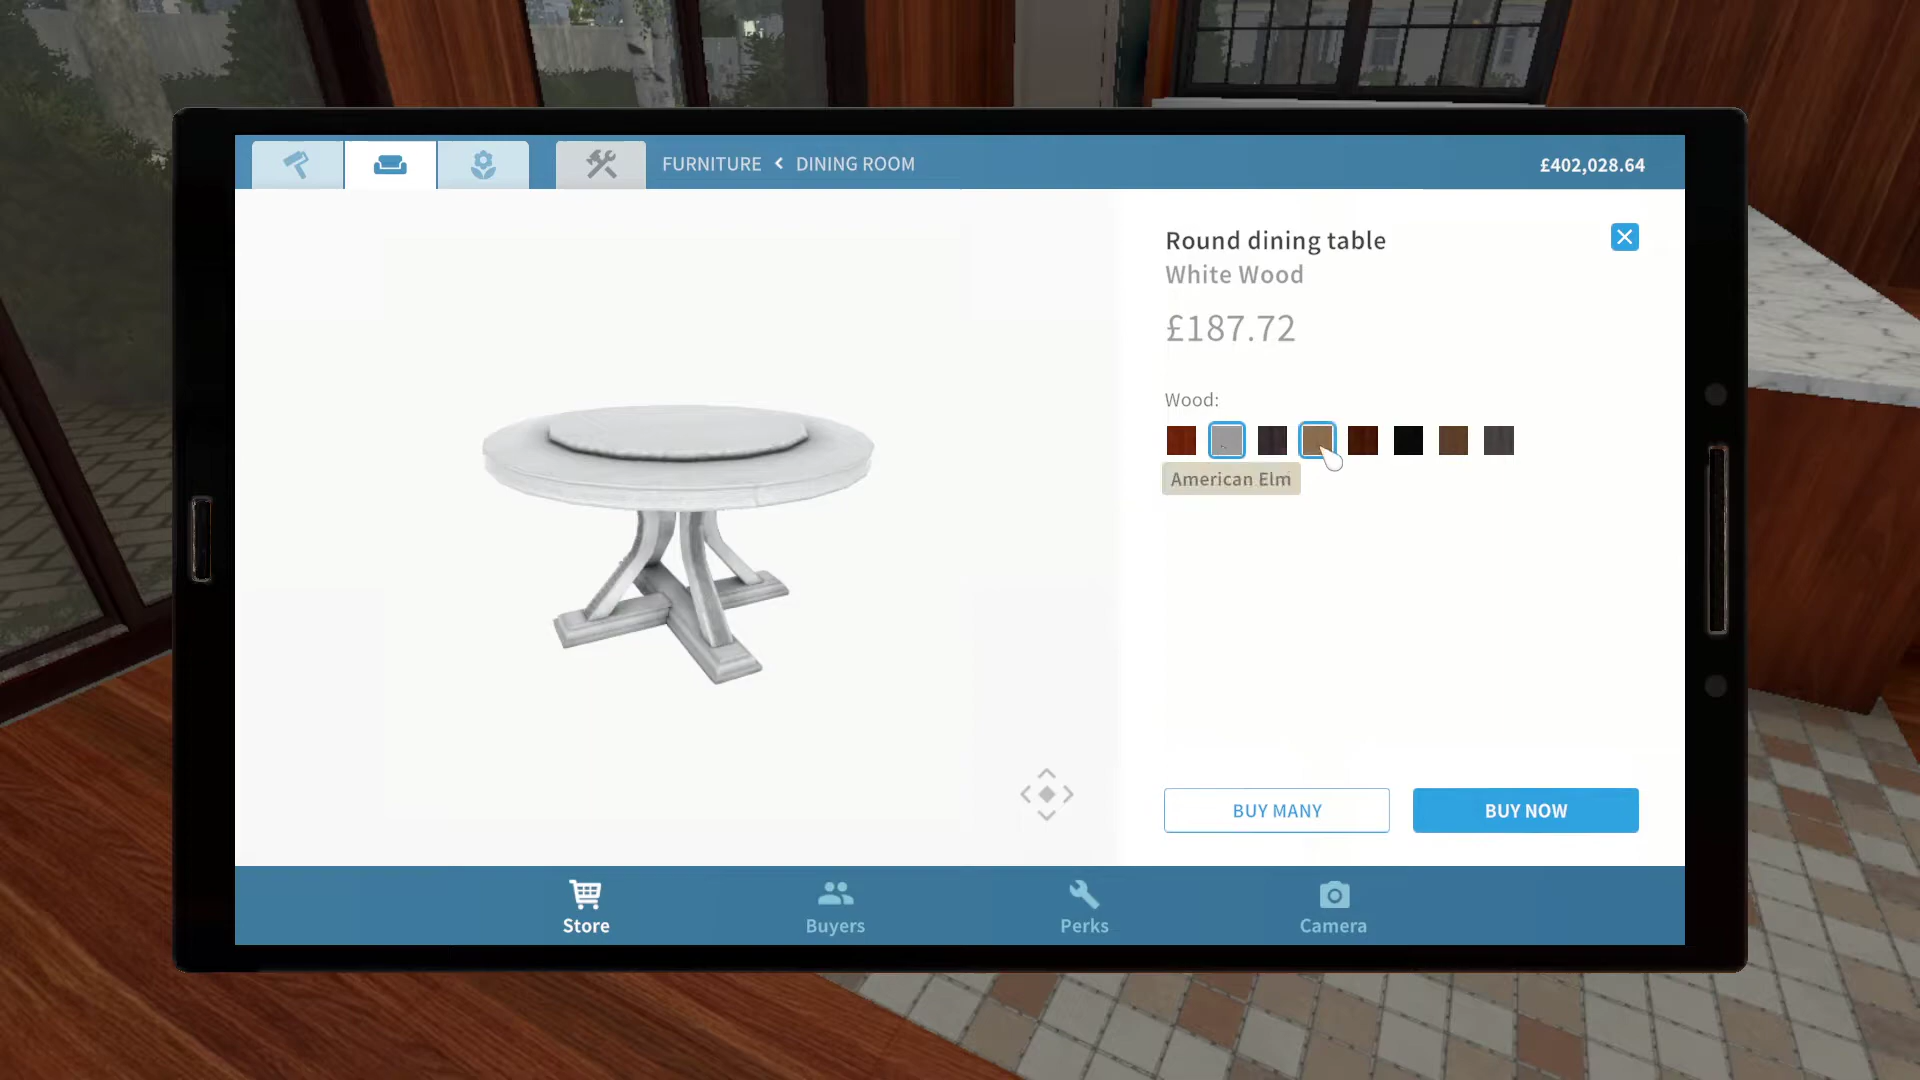 FURNITURE < DINING ROOM
£402,028.64
Round dining table
White Wood
£187.72
Wood:
American Elm
BUY MANY
BUY NOW
Store
Buyers
Perks
Camera